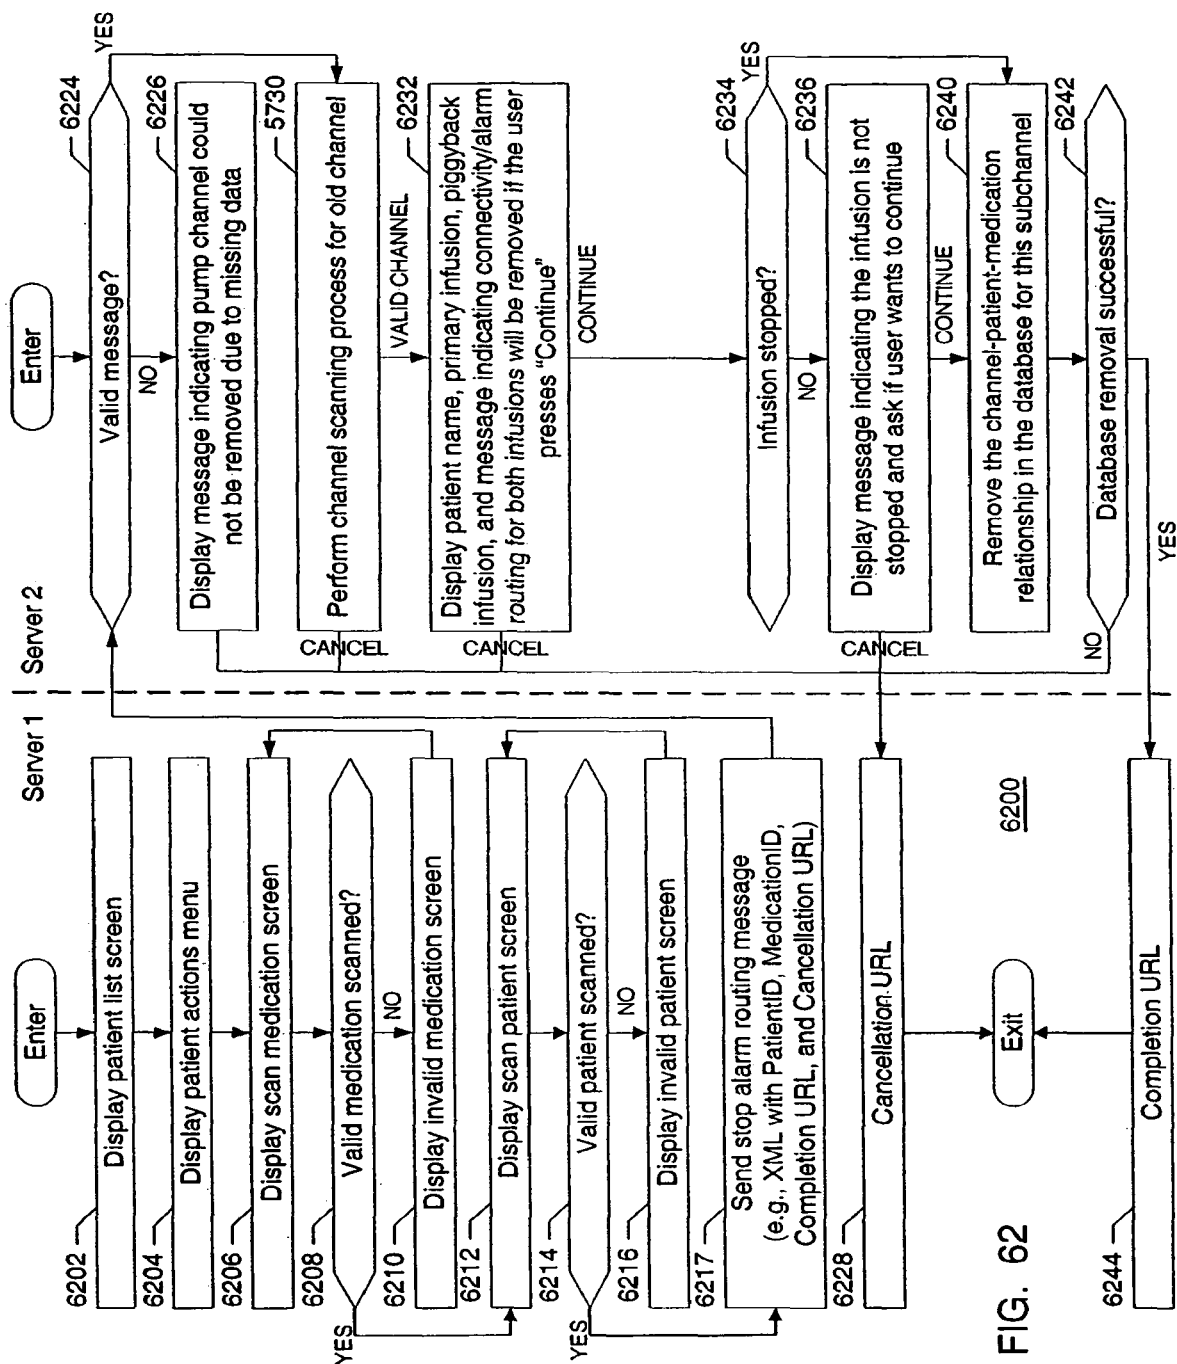 Server 1
Server 2
Enter
6202
Display patient list screen
6204
Display patient actions menu
6206
Display scan medication screen
6208
Valid medication scanned?
YES
NO
6210
Display invalid medication screen
6212
Display scan patient screen
6214
Valid patient scanned?
YES
NO
6216
Display invalid patient screen
6217
Send stop alarm routing message
(e.g., XML with PatientID, MedicationID,
Completion URL, and Cancellation URL)
6228
Cancellation URL
Exit
6200
6244
Completion URL
FIG. 62
Enter
6224
Valid message?
YES
NO
6226
Display message indicating pump channel could
not be removed due to missing data
5730
Perform channel scanning process for old channel
CANCEL
VALID CHANNEL
6232
Display patient name, primary infusion, piggyback
infusion, and message indicating connectivity/alarm
routing for both infusions will be removed if the user
presses "Continue"
CANCEL
CONTINUE
6234
Infusion stopped?
YES
NO
6236
Display message indicating the infusion is not
stopped and ask if user wants to continue
CANCEL
CONTINUE
6240
Remove the channel-patient-medication
relationship in the database for this subchannel
6242
Database removal successful?
NO
YES